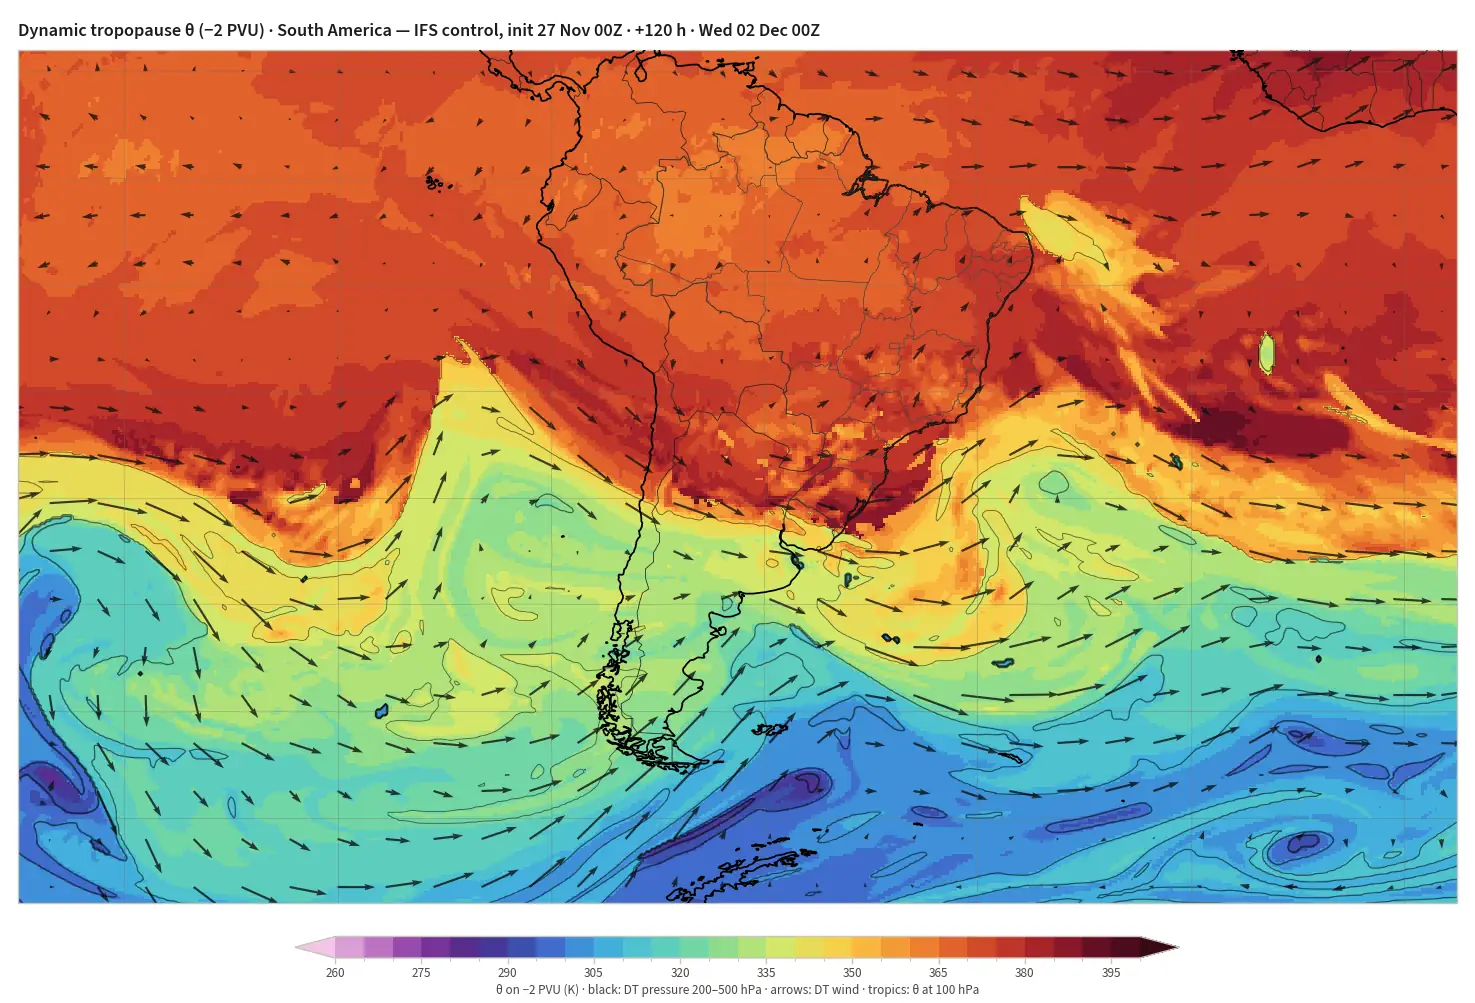 Dynamic tropopause θ (−2 PVU) · South America — IFS control, init 27 Nov 00Z · +120 h · Wed 02 Dec 00Z
260 275 290 305 320 335 350 365 380 395
θ on −2 PVU (K) · black: DT pressure 200–500 hPa · arrows: DT wind · tropics: θ at 100 hPa